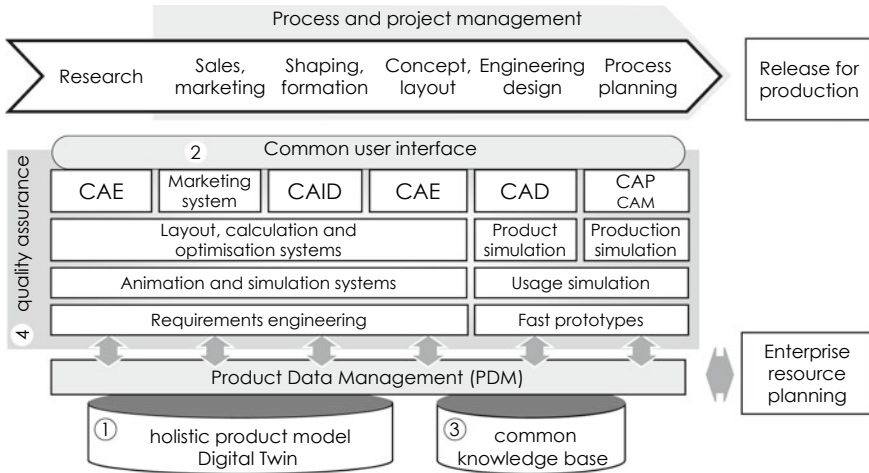 Process and project management
Research
Sales,
marketing
Shaping,
formation
Concept,
layout
Engineering
design
Process
planning
Release for
production
quality assurance
4
2
Common user interface
CAE
Marketing
system
CAID
CAE
CAD
CAP
CAM
Layout, calculation and
optimisation systems
Product
simulation
Production
simulation
Animation and simulation systems
Usage simulation
Requirements engineering
Fast prototypes
Product Data Management (PDM)
Enterprise
resource
planning
1
holistic product model
Digital Twin
3
common
knowledge base